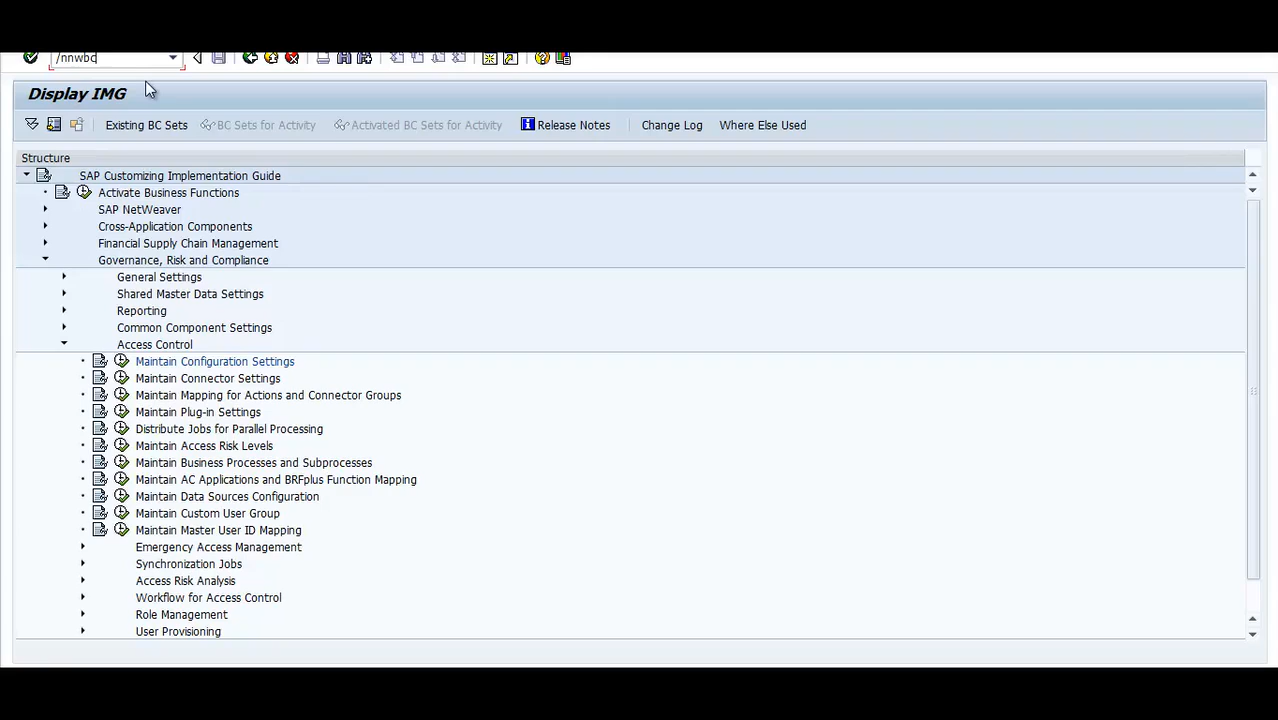 /nnwbc
Display IMG
Existing BC Sets BC Sets for Activity Activated BC Sets for Activity Release Notes Change Log Where Else Used
Structure
SAP Customizing Implementation Guide
Activate Business Functions
SAP NetWeaver
Cross-Application Components
Financial Supply Chain Management
Governance, Risk and Compliance
General Settings
Shared Master Data Settings
Reporting
Common Component Settings
Access Control
Maintain Configuration Settings
Maintain Connector Settings
Maintain Mapping for Actions and Connector Groups
Maintain Plug-in Settings
Distribute Jobs for Parallel Processing
Maintain Access Risk Levels
Maintain Business Processes and Subprocesses
Maintain AC Applications and BRFplus Function Mapping
Maintain Data Sources Configuration
Maintain Custom User Group
Maintain Master User ID Mapping
Emergency Access Management
Synchronization Jobs
Access Risk Analysis
Workflow for Access Control
Role Management
User Provisioning